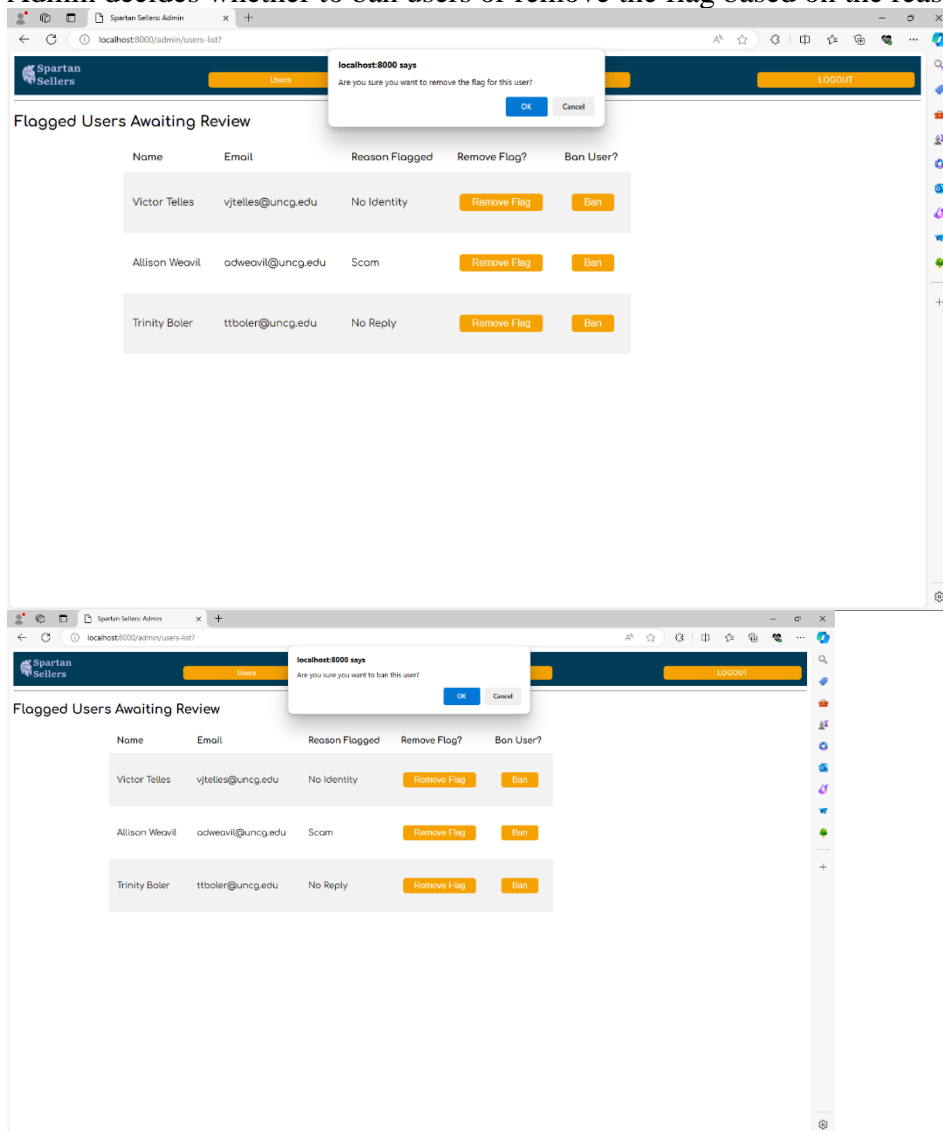 Admin decides whether to ban users or remove the flag based on the reas
Spartan Sellers: Admin
localhost:8000/admin/users-list?
Spartan
Sellers
Users
LOGOUT
localhost:8000 says
Are you sure you want to remove the flag for this user?
OK Cancel
Flagged Users Awaiting Review
Name Email Reason Flagged Remove Flag? Ban User?
Victor Telles vjtelles@uncg.edu No Identity Remove Flag Ban
Allison Weavil adweavil@uncg.edu Scam Remove Flag Ban
Trinity Boler ttboler@uncg.edu No Reply Remove Flag Ban
Spartan Sellers: Admin
localhost:8000/admin/users-list?
Spartan
Sellers
Users
LOGOUT
localhost:8000 says
Are you sure you want to ban this user?
OK Cancel
Flagged Users Awaiting Review
Name Email Reason Flagged Remove Flag? Ban User?
Victor Telles vjtelles@uncg.edu No Identity Remove Flag Ban
Allison Weavil adweavil@uncg.edu Scam Remove Flag Ban
Trinity Boler ttboler@uncg.edu No Reply Remove Flag Ban